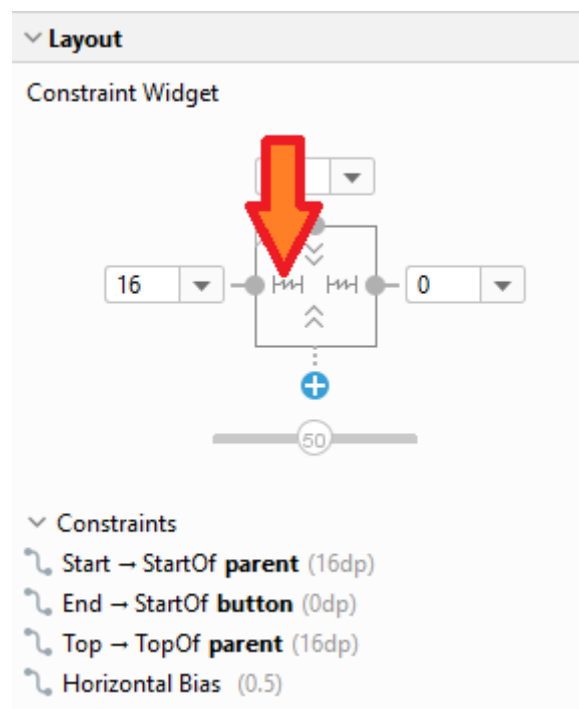 Layout
Constraint Widget
16
0
50
Constraints
Start → StartOf parent (16dp)
End → StartOf button (0dp)
Top → TopOf parent (16dp)
Horizontal Bias (0.5)